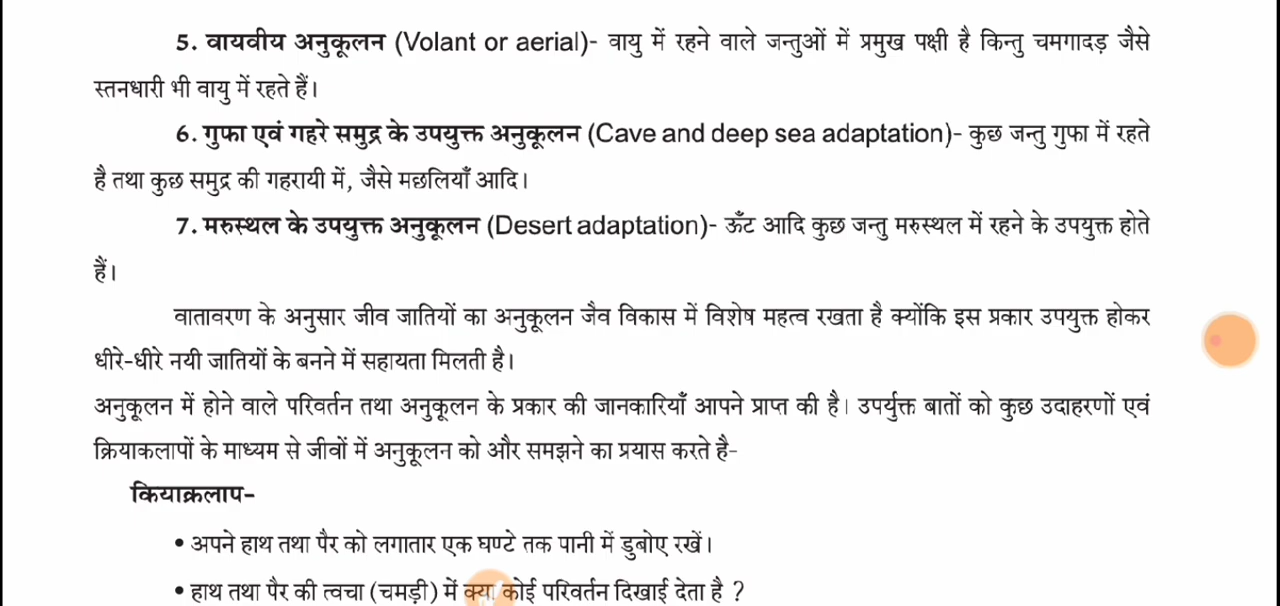 5. वायवीय अनुकूलन (Volant or aerial)- वायु में रहने वाले जन्तुओं में प्रमुख पक्षी है किन्तु चमगादड़ जैसे
स्तनधारी भी वायु में रहते हैं।
6. गुफा एवं गहरे समुद्र के उपयुक्त अनुकूलन (Cave and deep sea adaptation)- कुछ जन्तु गुफा में रहते
है तथा कुछ समुद्र की गहरायी में, जैसे मछलियाँ आदि।
7. मरुस्थल के उपयुक्त अनुकूलन (Desert adaptation)- ऊँट आदि कुछ जन्तु मरुस्थल में रहने के उपयुक्त होते
हैं।
वातावरण के अनुसार जीव जातियों का अनुकूलन जैव विकास में विशेष महत्व रखता है क्योंकि इस प्रकार उपयुक्त होकर
धीरे-धीरे नयी जातियों के बनने में सहायता मिलती है।
अनुकूलन में होने वाले परिवर्तन तथा अनुकूलन के प्रकार की जानकारियाँ आपने प्राप्त की है। उपर्युक्त बातों को कुछ उदाहरणों एवं
क्रियाकलापों के माध्यम से जीवों में अनुकूलन को और समझने का प्रयास करते है-
कियाक्रलाप-
• अपने हाथ तथा पैर को लगातार एक घण्टे तक पानी में डुबोए रखें।
• हाथ तथा पैर की त्वचा (चमड़ी) में क्या कोई परिवर्तन दिखाई देता है ?